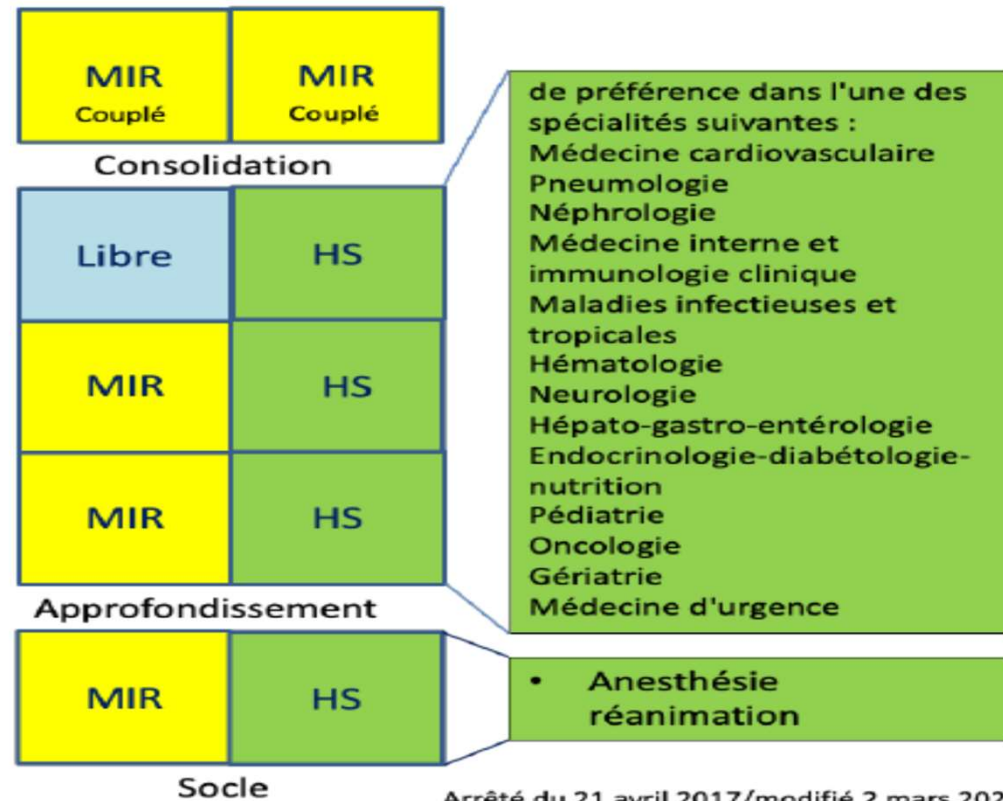 MIR
Couplé
MIR
Couplé
Consolidation
Libre
HS
MIR
HS
MIR
HS
Approfondissement
MIR
HS
Socle
de préférence dans l'une des
spécialités suivantes :
Médecine cardiovasculaire
Pneumologie
Néphrologie
Médecine interne et
immunologie clinique
Maladies infectieuses et
tropicales
Hématologie
Neurologie
Hépato-gastro-entérologie
Endocrinologie-diabétologie-
nutrition
Pédiatrie
Oncologie
Gériatrie
Médecine d'urgence
• Anesthésie
réanimation
Arrêté du 21 avril 2017/modifié 2 mars